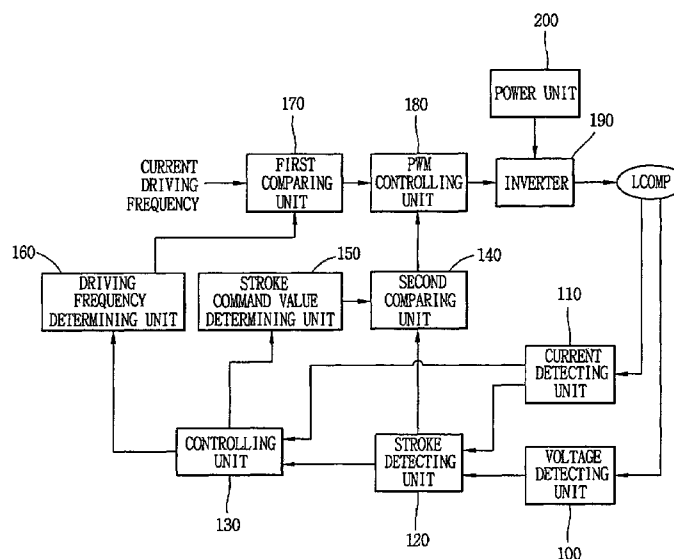 200
POWER UNIT
170
180
190
CURRENT
DRIVING
FREQUENCY
FIRST
COMPARING
UNIT
PWM
CONTROLLING
UNIT
INVERTER
LCOMP
160
150
140
DRIVING
FREQUENCY
DETERMINING UNIT
STROKE
COMMAND VALUE
DETERMINING UNIT
SECOND
COMPARING
UNIT
110
CURRENT
DETECTING
UNIT
CONTROLLING
UNIT
STROKE
DETECTING
UNIT
VOLTAGE
DETECTING
UNIT
130
120
100